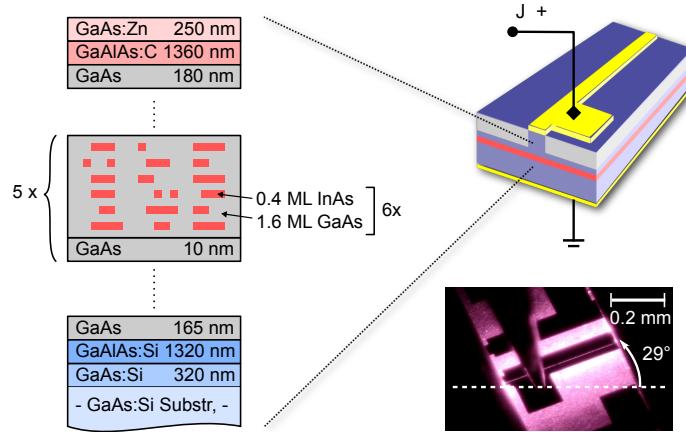 GaAs:Zn 250 nm
GaAlAs:C 1360 nm
GaAs 180 nm
5 x
0.4 ML InAs
1.6 ML GaAs
6x
GaAs 10 nm
GaAs 165 nm
GaAlAs:Si 1320 nm
GaAs:Si 320 nm
- GaAs:Si Substr, -
J +
0.2 mm
29°